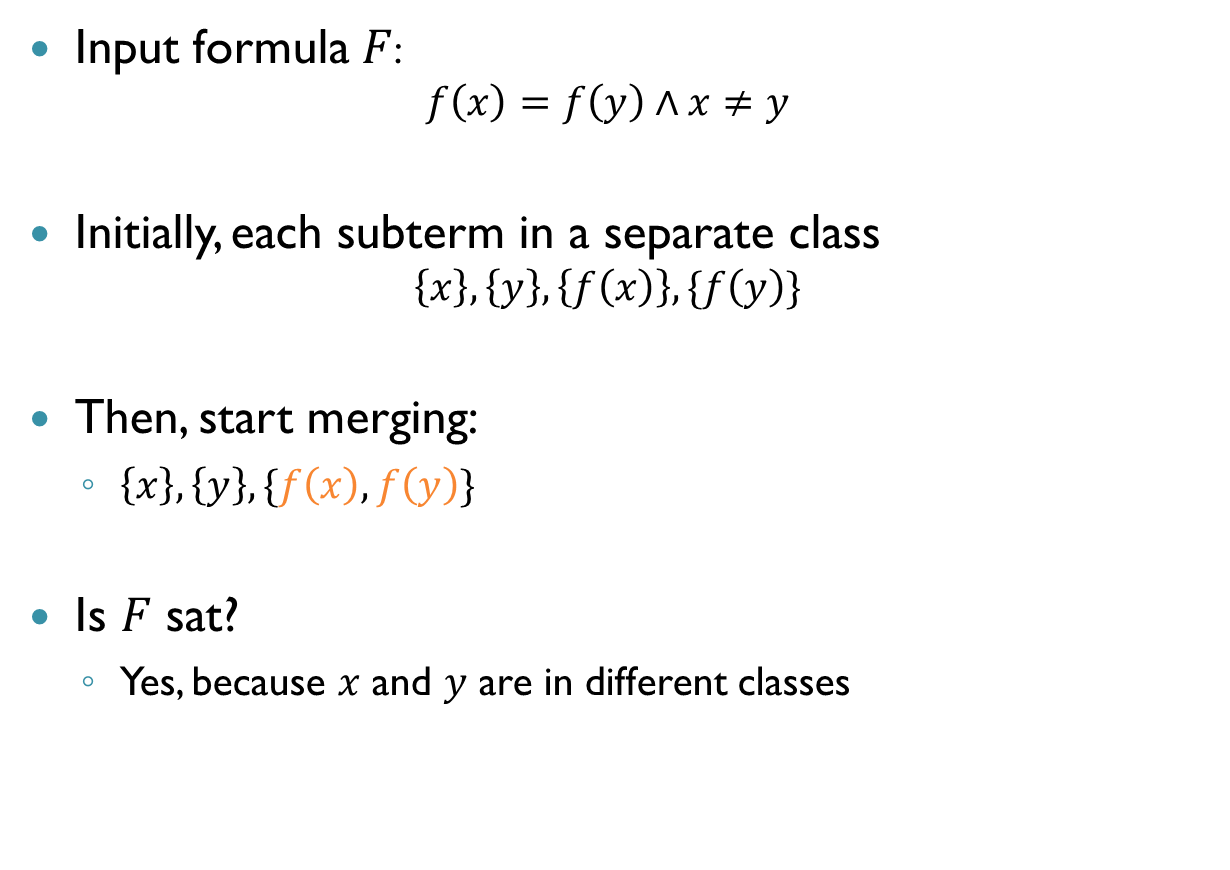 • Input formula 𝐹:
𝑓(𝑥) = 𝑓(𝑦) ∧ 𝑥 ≠ 𝑦
• Initially, each subterm in a separate class
{𝑥}, {𝑦}, {𝑓(𝑥)}, {𝑓(𝑦)}
• Then, start merging:
◦ {𝑥}, {𝑦}, {𝑓(𝑥), 𝑓(𝑦)}
• Is 𝐹 sat?
◦ Yes, because 𝑥 and 𝑦 are in different classes